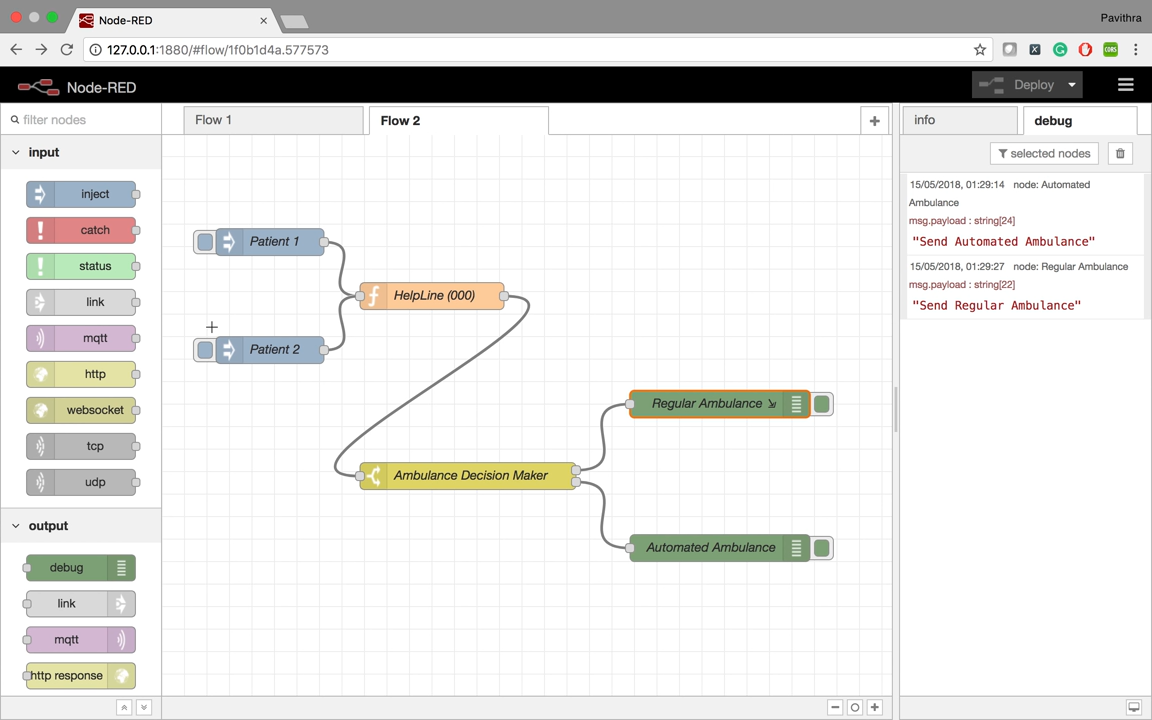 Node-RED
Pavithra
127.0.0.1:1880/#flow/1f0b1d4a.577573
CORS
Node-RED
Deploy
filter nodes
Flow 1
Flow 2
info
debug
input
inject
catch
status
link
mqtt
http
websocket
tcp
udp
output
debug
link
mqtt
http response
Patient 1
HelpLine (000)
Patient 2
Regular Ambulance
Ambulance Decision Maker
Automated Ambulance
selected nodes
15/05/2018, 01:29:14 node: Automated
Ambulance
msg.payload : string[24]
"Send Automated Ambulance"
15/05/2018, 01:29:27 node: Regular Ambulance
msg.payload : string[22]
"Send Regular Ambulance"